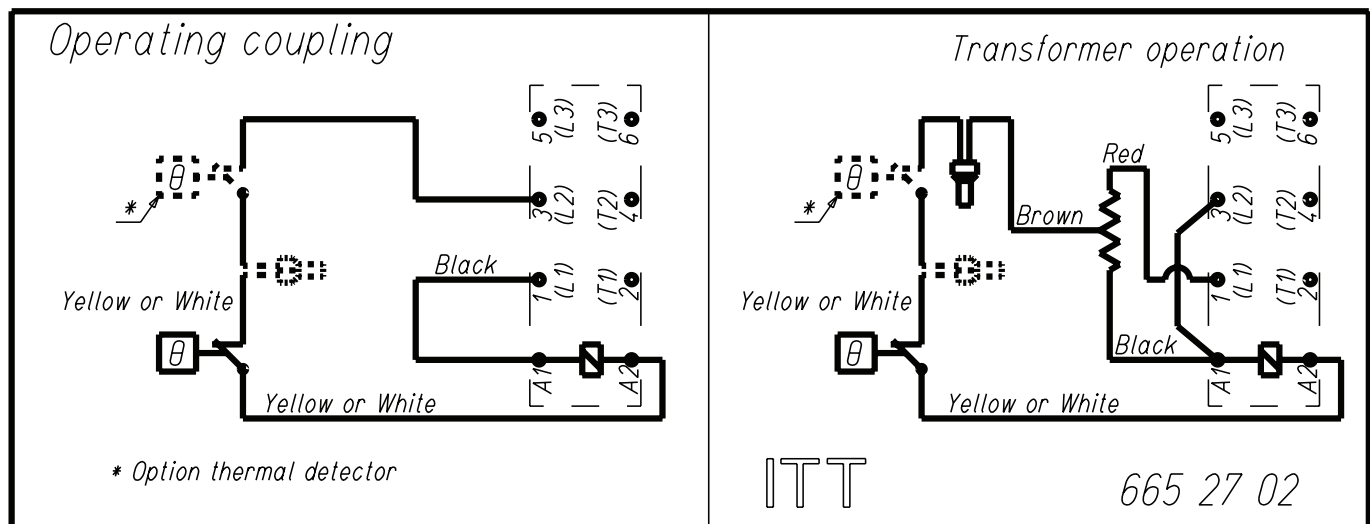 Operating coupling
5 (L3) (T3) 6
θ
*
3 (L2) (T2) 4
Black
1 (L1) (T1) 2
Yellow or White
θ
A1 A2
Yellow or White
* Option thermal detector
Transformer operation
5 (L3) (T3) 6
Red
θ
*
3 (L2) (T2) 4
Brown
1 (L1) (T1) 2
Yellow or White
θ
Black
A1 A2
Yellow or White
ITT
665 27 02